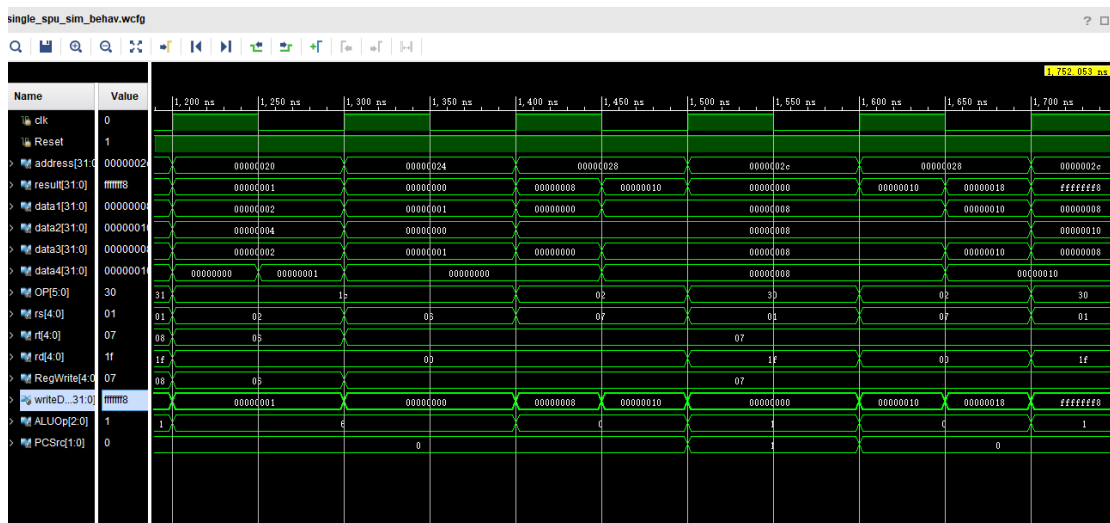 single_spu_sim_behav.wcfg
?
1,752.053 ns
Name Value 1,200 ns 1,250 ns 1,300 ns 1,350 ns 1,400 ns 1,450 ns 1,500 ns 1,550 ns 1,600 ns 1,650 ns 1,700 ns
clk 0
Reset 1
address[31:0 0000002c 00000020 00000024 00000028 0000002c 00000028 0000002c
result[31:0] fffffff8 00000001 00000000 00000008 00000010 00000000 00000010 00000018 fffffff8
data1[31:0] 00000008 00000002 00000001 00000000 00000008 00000010 00000008
data2[31:0] 00000010 00000004 00000000 00000008 00000010
data3[31:0] 00000008 00000002 00000001 00000000 00000008 00000010 00000008
data4[31:0] 00000010 00000000 00000001 00000000 00000008 00000010
OP[5:0] 30 31 02 30 02 30
rs[4:0] 01 01 02 06 07 01 07 01
rt[4:0] 07 08 06 07
rd[4:0] 1f 1f 00 1f 00 1f
RegWrite[4:0 07 08 06 07
writeD...31:0] fffffff8 00000001 00000000 00000008 00000010 00000000 00000010 00000018 fffffff8
ALUOp[2:0] 1 1 6 0 1 0 1
PCSrc[1:0] 0 0 1 0